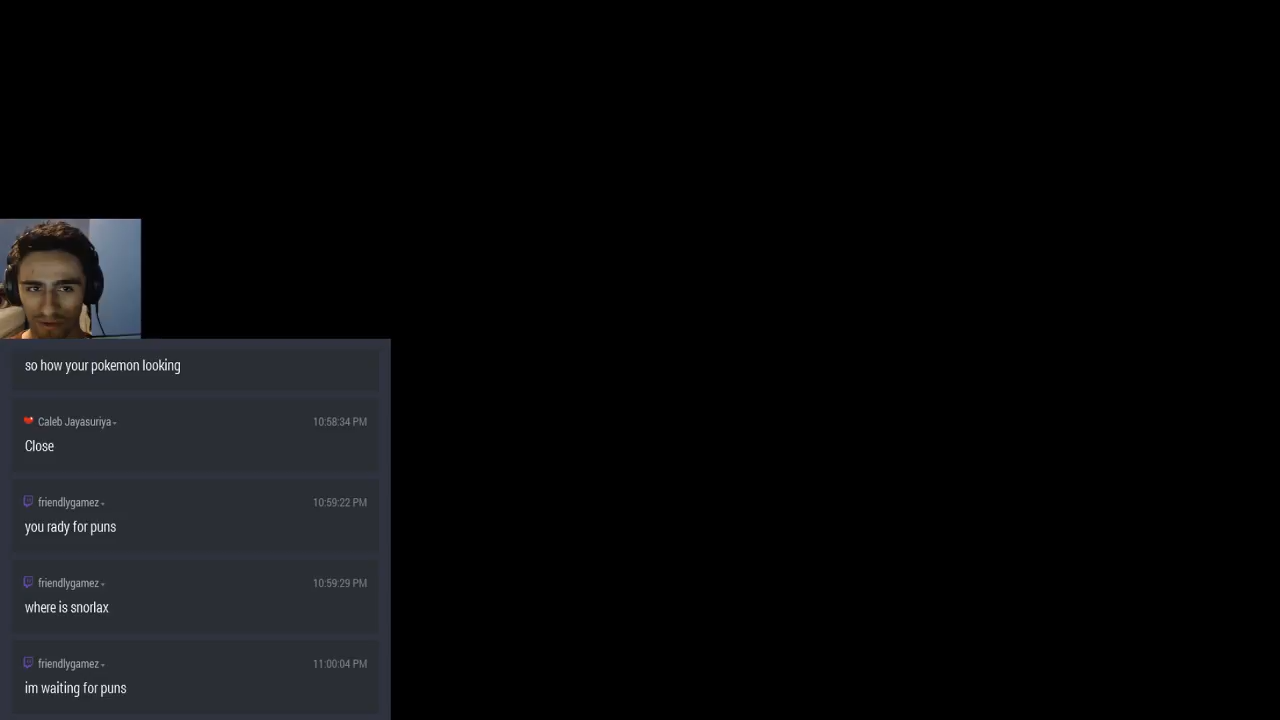 so how your pokemon looking
Caleb Jayasuriya
10:58:34 PM
Close
friendlygamez
10:59:22 PM
you rady for puns
friendlygamez
10:59:29 PM
where is snorlax
friendlygamez
11:00:04 PM
im waiting for puns